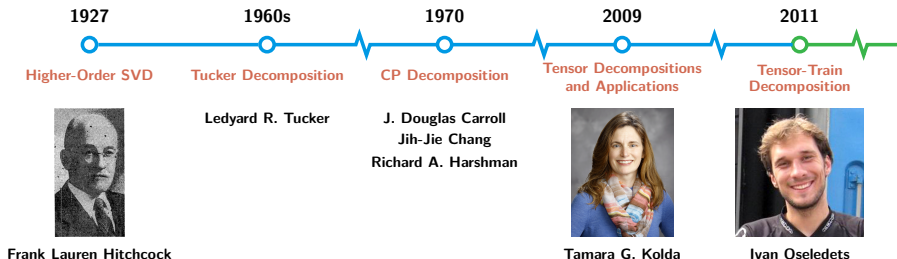 1927
1960s
1970
2009
2011
Higher-Order SVD
Tucker Decomposition
CP Decomposition
Tensor Decompositions
and Applications
Tensor-Train
Decomposition
Ledyard R. Tucker
J. Douglas Carroll
Jih-Jie Chang
Richard A. Harshman
Frank Lauren Hitchcock
Tamara G. Kolda
Ivan Oseledets